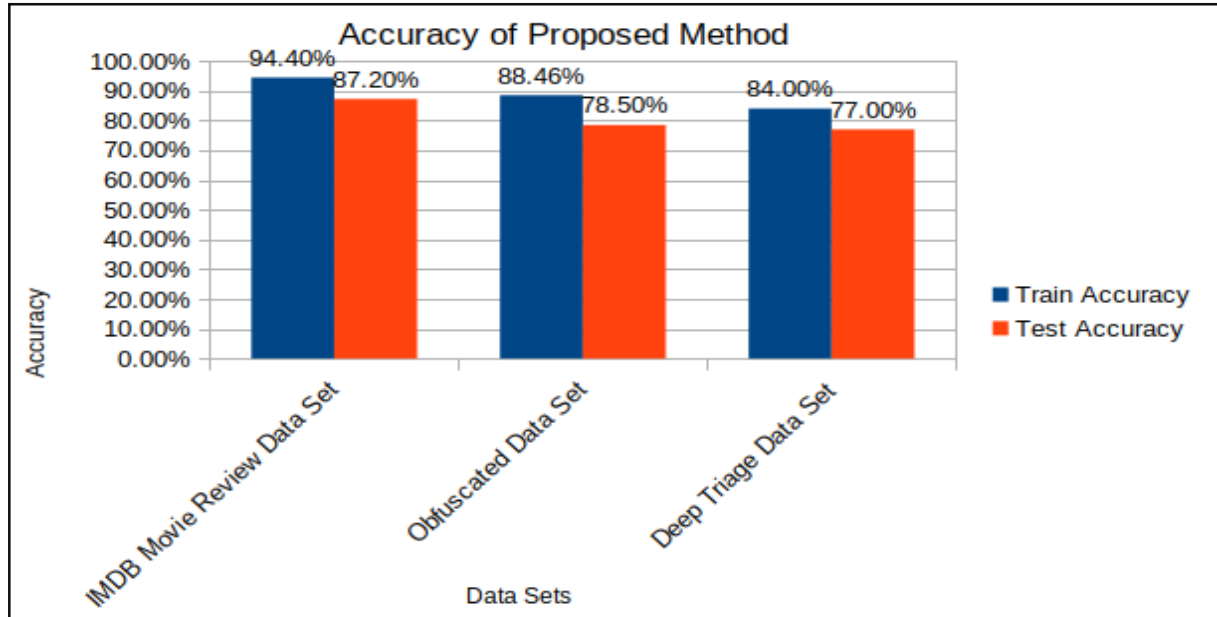 Accuracy of Proposed Method
94.40%
87.20%
88.46%
78.50%
84.00%
77.00%
100.00%
90.00%
80.00%
70.00%
60.00%
50.00%
40.00%
30.00%
20.00%
10.00%
0.00%
Accuracy
Train Accuracy
Test Accuracy
IMDB Movie Review Data Set
Obfuscated Data Set
Deep Triage Data Set
Data Sets